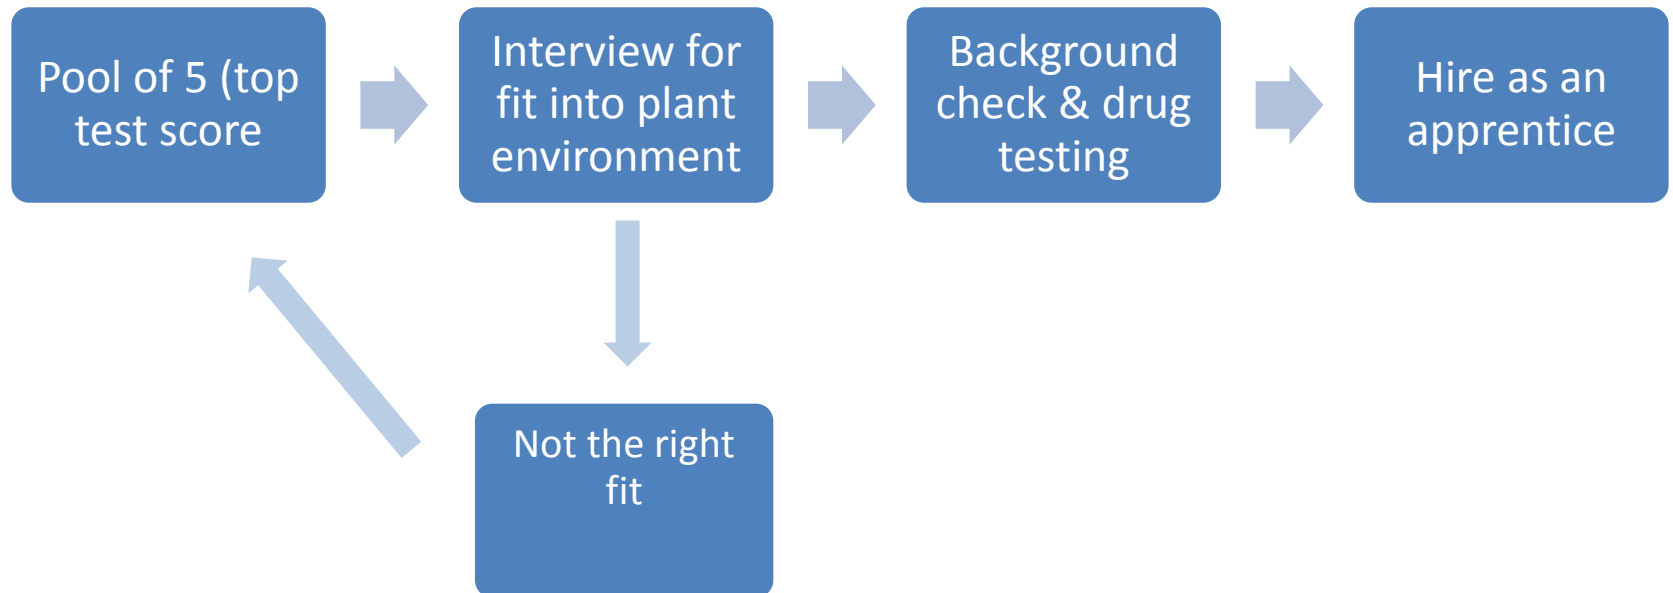 Pool of 5 (top
test score
Interview for
fit into plant
environment
Background
check & drug
testing
Hire as an
apprentice
Not the right
fit